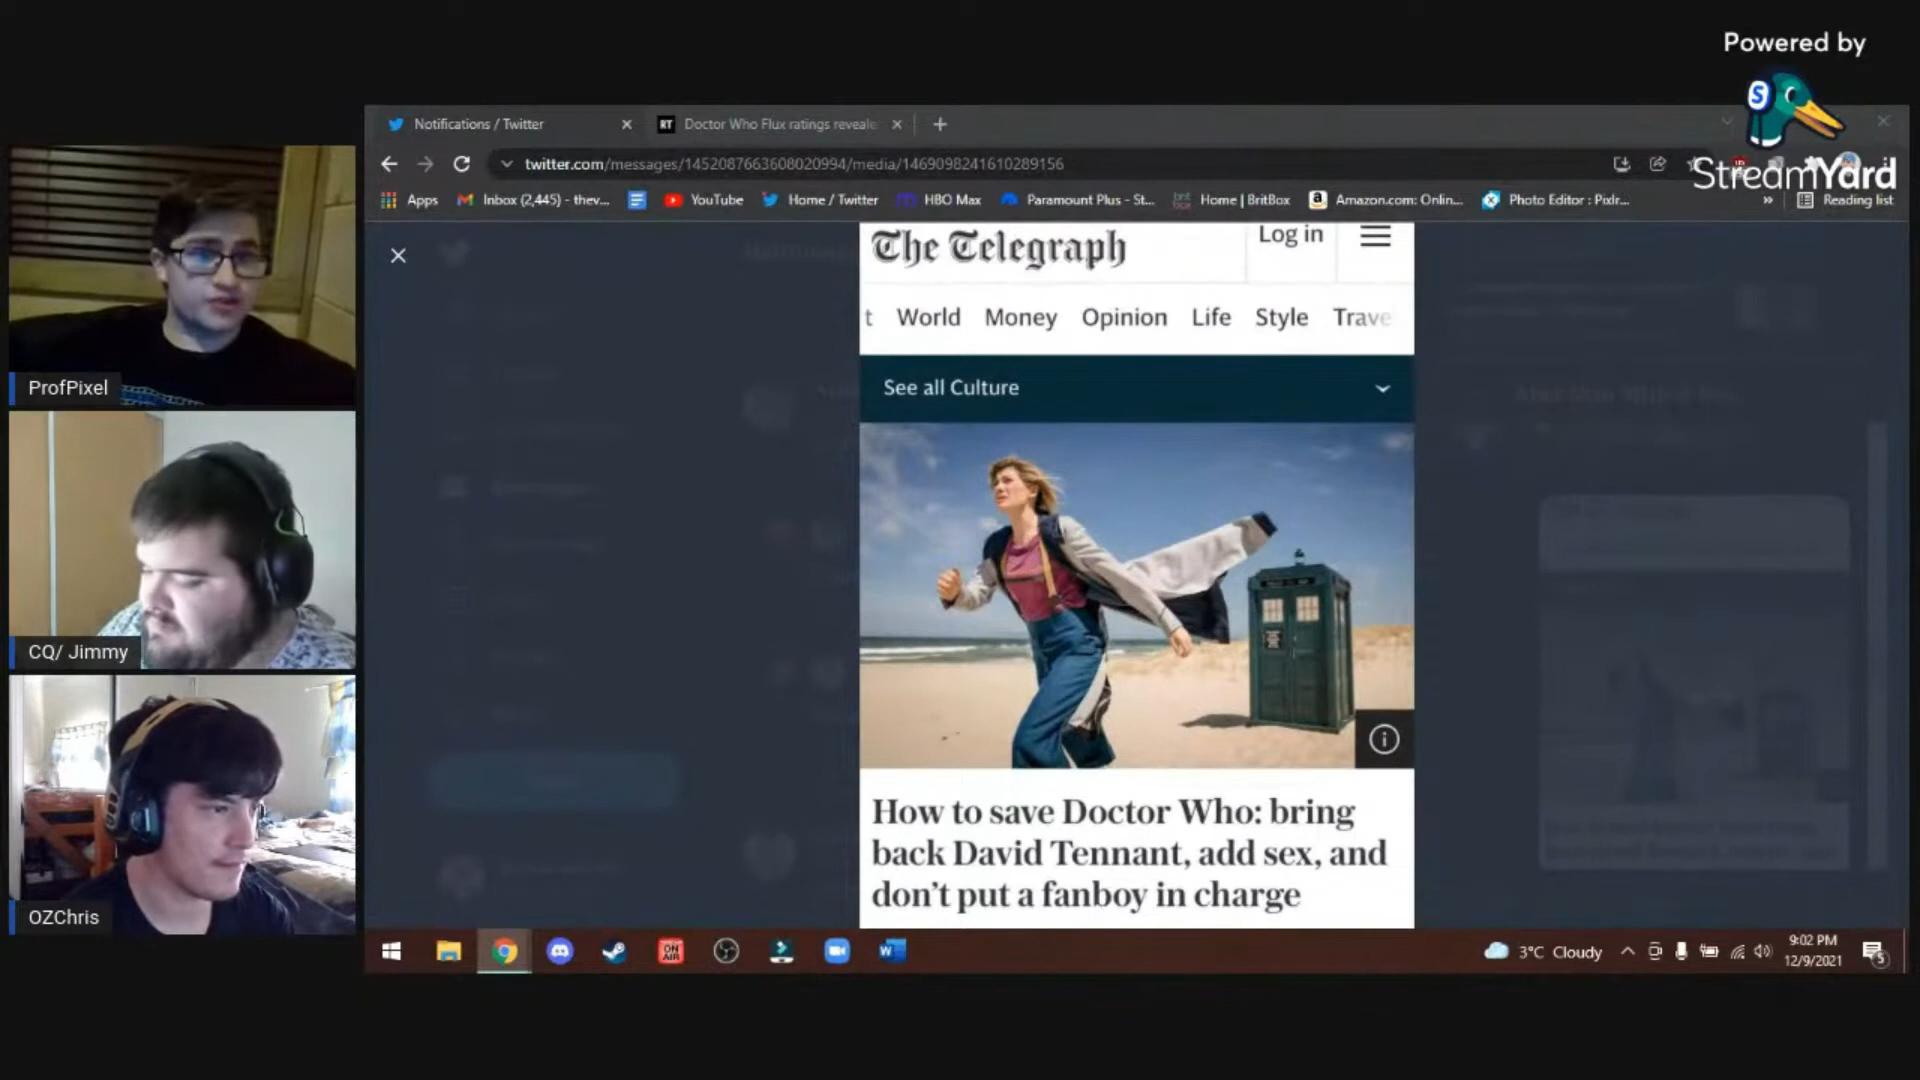 Powered by
StreamYard
Notifications / Twitter
RT Doctor Who Flux ratings reveale
twitter.com/messages/1452087663608020994/media/1469098241610289156
Apps
Inbox (2,445) - thev...
YouTube
Home / Twitter
HBO Max
Paramount Plus - St...
Home | BritBox
Amazon.com: Onlin...
Photo Editor : Pixlr...
»
Reading list
The Telegraph
Log in
t World Money Opinion Life Style Trave
See all Culture
How to save Doctor Who: bring
back David Tennant, add sex, and
don't put a fanboy in charge
ProfPixel
CQ/ Jimmy
OZChris
ON
AIR
3°C Cloudy
9:02 PM
12/9/2021
5